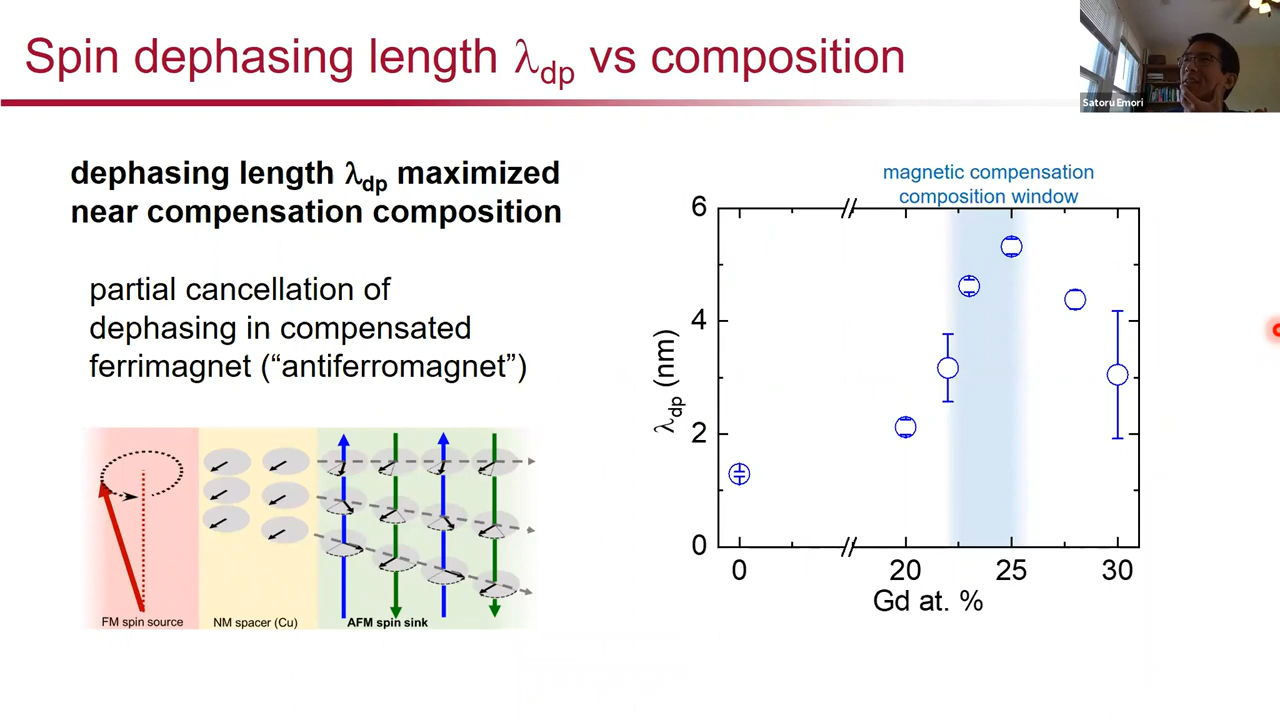 Spin dephasing length λdp vs composition
Satoru Emori
dephasing length λdp maximized
near compensation composition
partial cancellation of
dephasing in compensated
ferrimagnet (“antiferromagnet”)
FM spin source
NM spacer (Cu)
AFM spin sink
magnetic compensation
composition window
6
4
2
0
λdp (nm)
0
20
25
30
Gd at. %